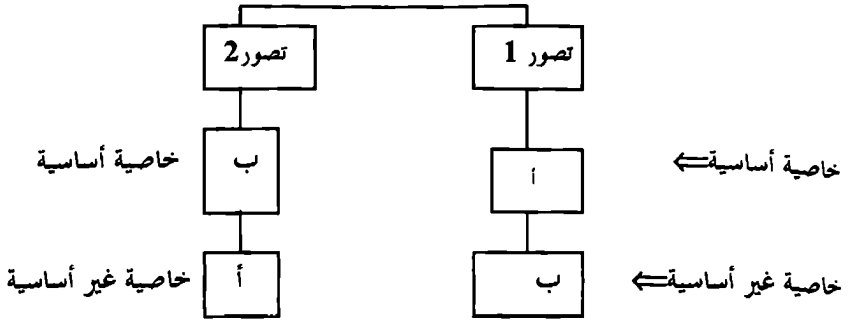 تصور 1
تصور2
خاصية أساسية⇐
أ
ب
خاصية أساسية
خاصية غير أساسية⇐
ب
أ
خاصية غير أساسية